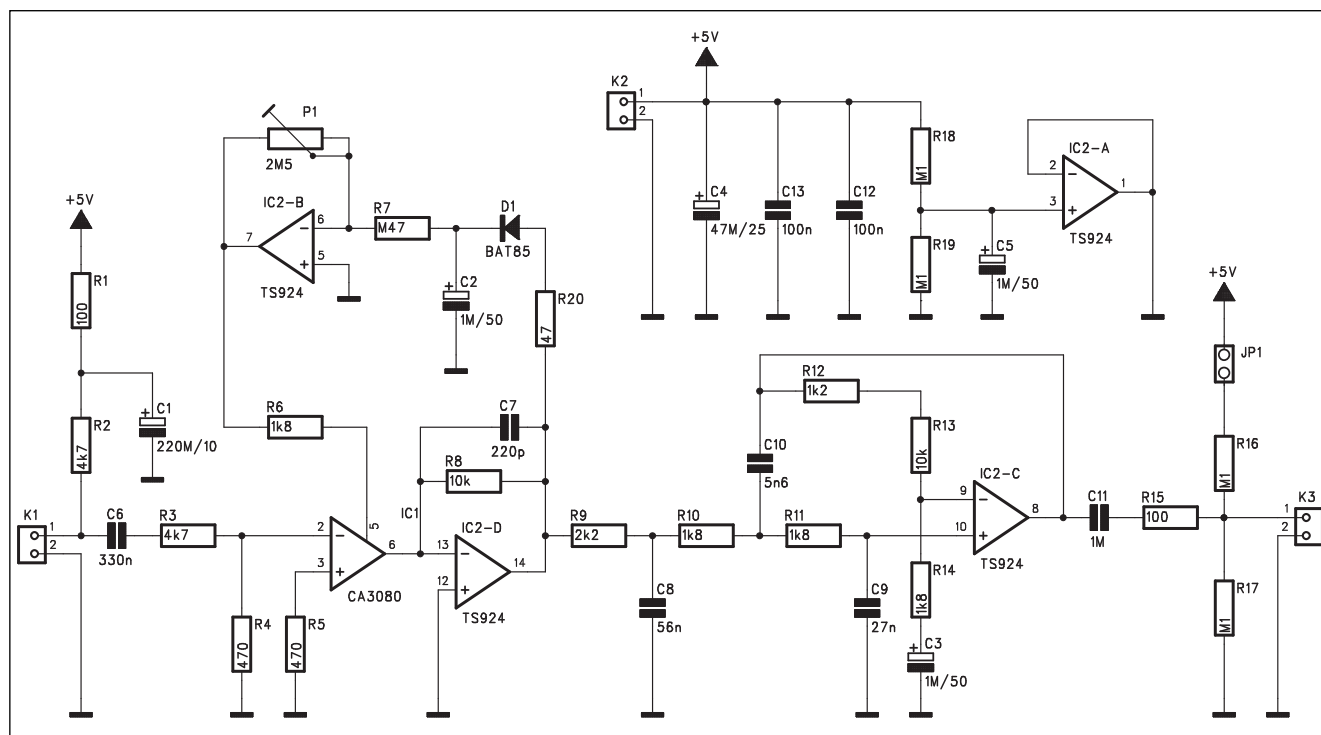 +5V
K2
1
2
P1
2M5
R18
M1
IC2-A
2
3
1
TS924
C4
47M/25
C13
100n
C12
100n
R19
M1
C5
1M/50
+5V
IC2-B
7
6
5
TS924
R7
M47
D1
BAT85
C2
1M/50
R20
47
R1
100
+5V
JP1
R2
4k7
C1
220M/10
R6
1k8
C7
220p
R8
10k
R12
1k2
R13
10k
C10
5n6
R16
M1
K1
1
2
C6
330n
R3
4k7
2
3
5
6
IC1
CA3080
IC2-D
13
12
14
TS924
R9
2k2
R10
1k8
R11
1k8
IC2-C
9
10
8
TS924
C11
1M
R15
100
K3
1
2
R4
470
R5
470
C8
56n
C9
27n
R14
1k8
C3
1M/50
R17
M1